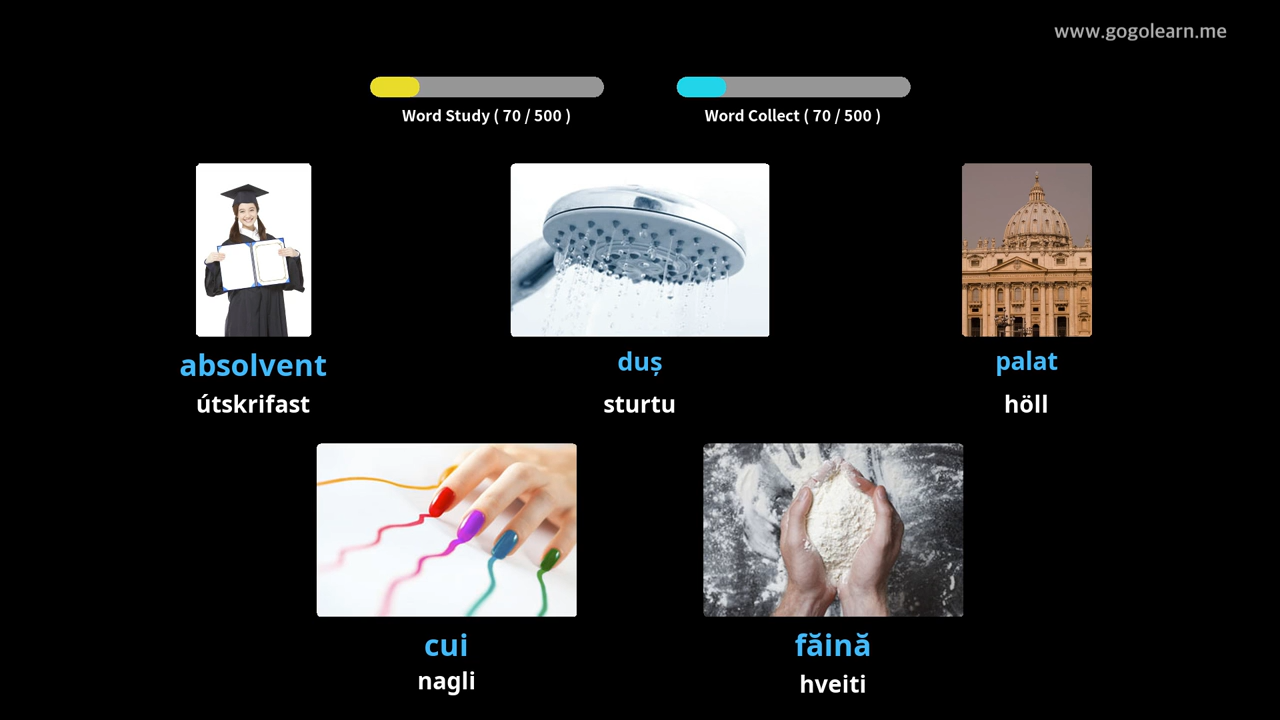 www.gogolearn.me
Word Study ( 70 / 500 )
Word Collect ( 70 / 500 )
absolvent
útskrifast
duș
sturtu
palat
höll
cui
nagli
făină
hveiti